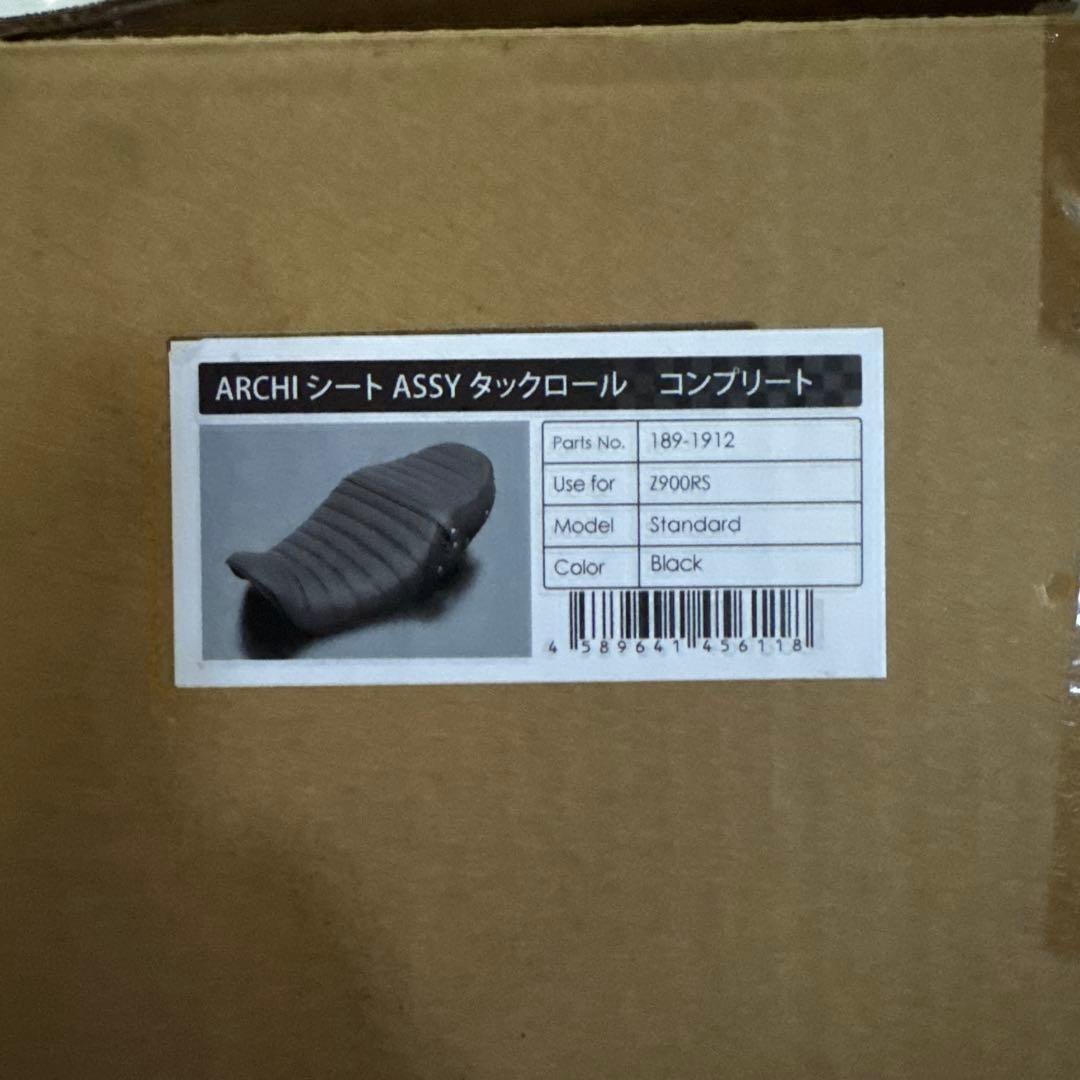 ARCHI シート ASSY タックロール　コンプリート
Parts No. 189-1912
Use for Z900RS
Model Standard
Color Black
4 589641 456118